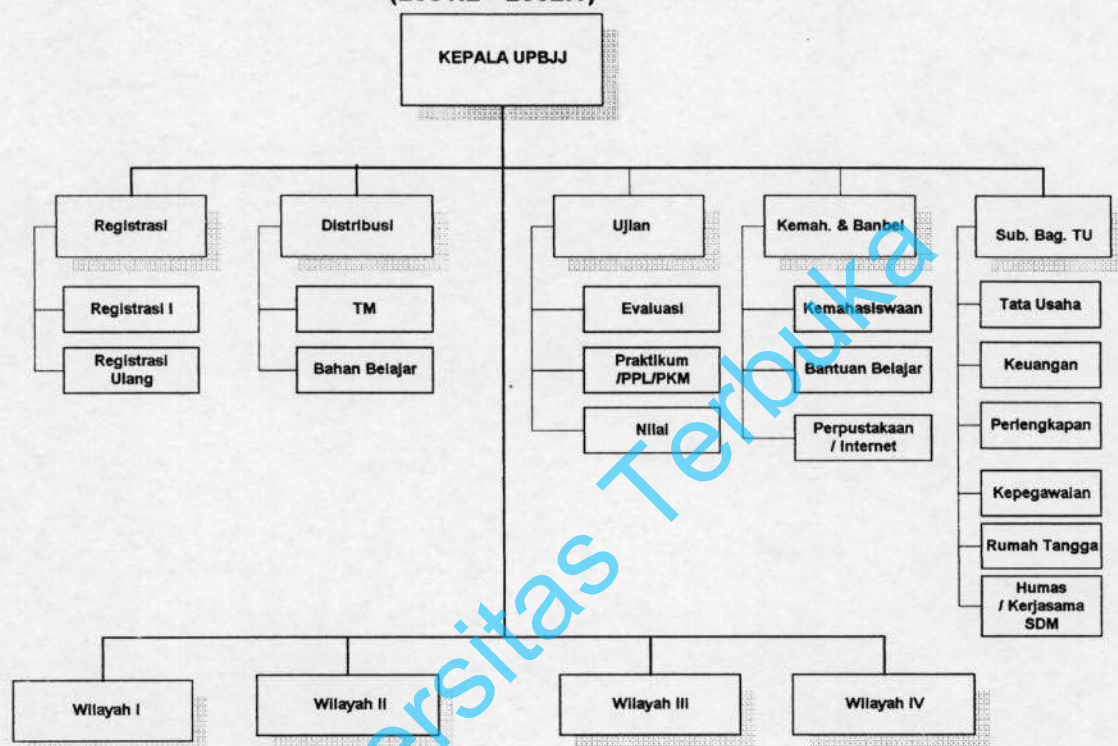 KEPALA UPBJJ
Registrasi
Distribusi
Ujian
Kemah. & Banbel
Sub. Bag. TU
Registrasi I
TM
Evaluasi
Kemahasiswaan
Tata Usaha
Registrasi
Ulang
Bahan Belajar
Praktikum
/PPL/PKM
Bantuan Belajar
Keuangan
Nilai
Perpustakaan
/ Internet
Perlengkapan
Kepegawaian
Rumah Tangga
Humas
/ Kerjasama
SDM
Wilayah I
Wilayah II
Wilayah III
Wilayah IV
ersitas Terbuka